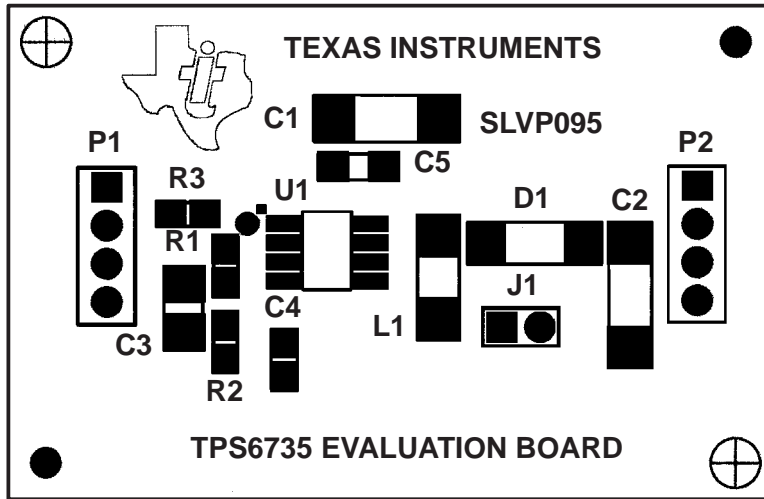 TEXAS INSTRUMENTS
C1
SLVP095
P1
P2
C5
R3
U1
D1
C2
R1
J1
C4
L1
C3
R2
TPS6735 EVALUATION BOARD